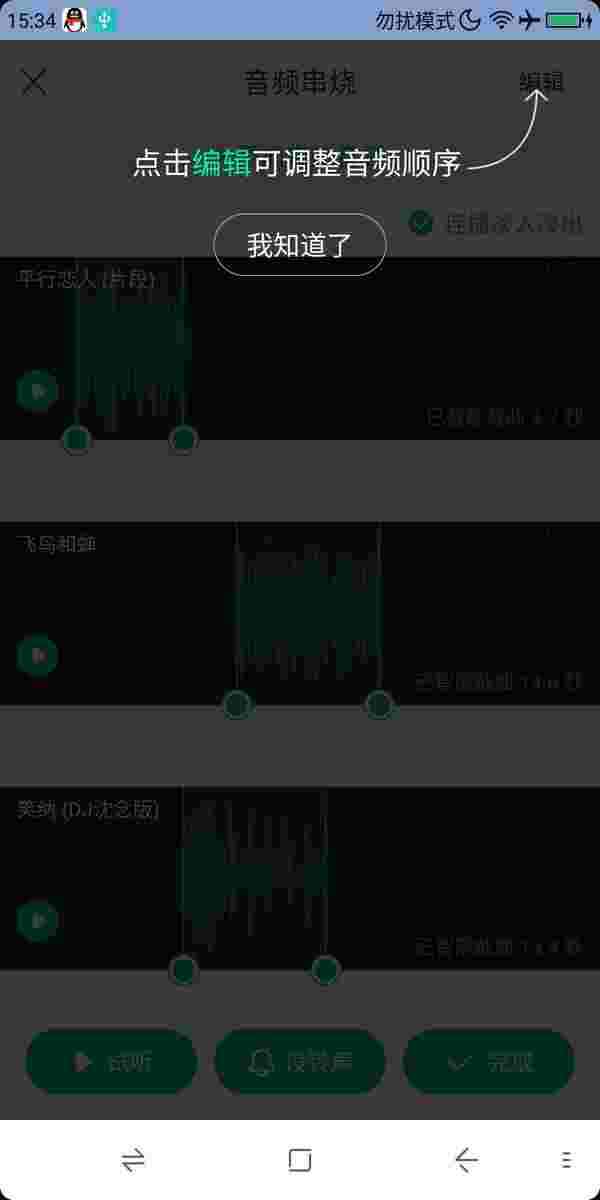 15:34
勿扰模式
音频串烧
编辑
点击编辑可调整音频顺序
我知道了
平行恋人 (片段)
飞鸟和蝉
笑纳 (DJ沈念版)
试听
设铃声
完成